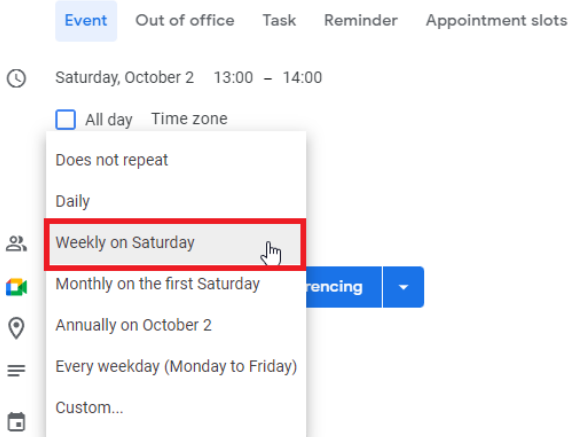 Event Out of office Task Reminder Appointment slots
Saturday, October 2 13:00 – 14:00
All day Time zone
Does not repeat
Daily
Weekly on Saturday
Monthly on the first Saturday
Annually on October 2
Every weekday (Monday to Friday)
Custom...